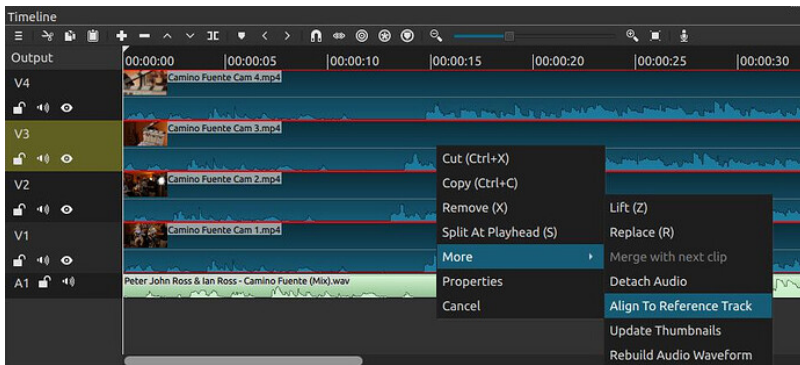 Timeline
Output
00:00:00 00:00:05 00:00:10 00:00:15 00:00:20 00:00:25 00:00:30
V4
Camino Fuente Cam 4.mp4
V3
Camino Fuente Cam 3.mp4
V2
Camino Fuente Cam 2.mp4
V1
Camino Fuente Cam 1.mp4
A1
Peter John Ross & Ian Ross - Camino Fuente (Mix).wav
Cut (Ctrl+X)
Copy (Ctrl+C)
Remove (X)
Split At Playhead (S)
More
Properties
Cancel
Lift (Z)
Replace (R)
Merge with next clip
Detach Audio
Align To Reference Track
Update Thumbnails
Rebuild Audio Waveform